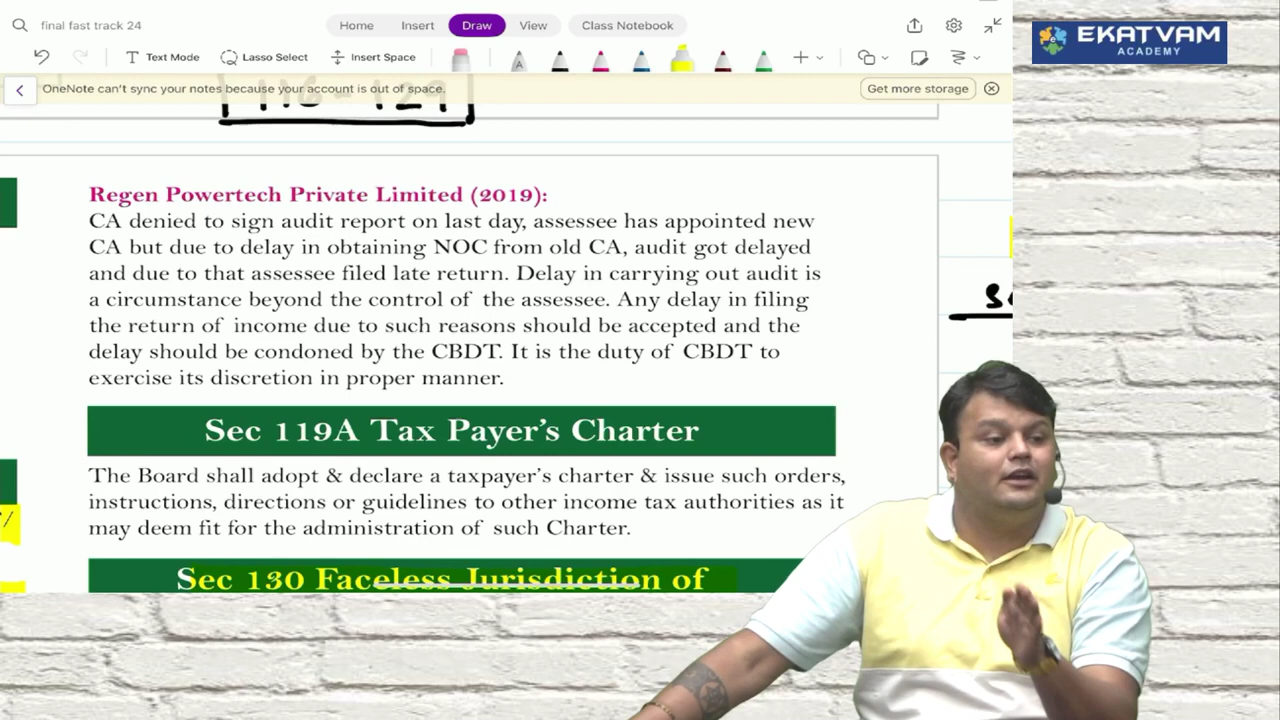 final fast track 24
Home Insert Draw View Class Notebook
EKATVAM
ACADEMY
Text Mode Lasso Select Insert Space
OneNote can't sync your notes because your account is out of space.
Get more storage
Regen Powertech Private Limited (2019):
CA denied to sign audit report on last day, assessee has appointed new
CA but due to delay in obtaining NOC from old CA, audit got delayed
and due to that assessee filed late return. Delay in carrying out audit is
a circumstance beyond the control of the assessee. Any delay in filing
the return of income due to such reasons should be accepted and the
delay should be condoned by the CBDT. It is the duty of CBDT to
exercise its discretion in proper manner.
Sec 119A Tax Payer's Charter
The Board shall adopt & declare a taxpayer's charter & issue such orders,
instructions, directions or guidelines to other income tax authorities as it
may deem fit for the administration of such Charter.
Sec 130 Faceless Jurisdiction of